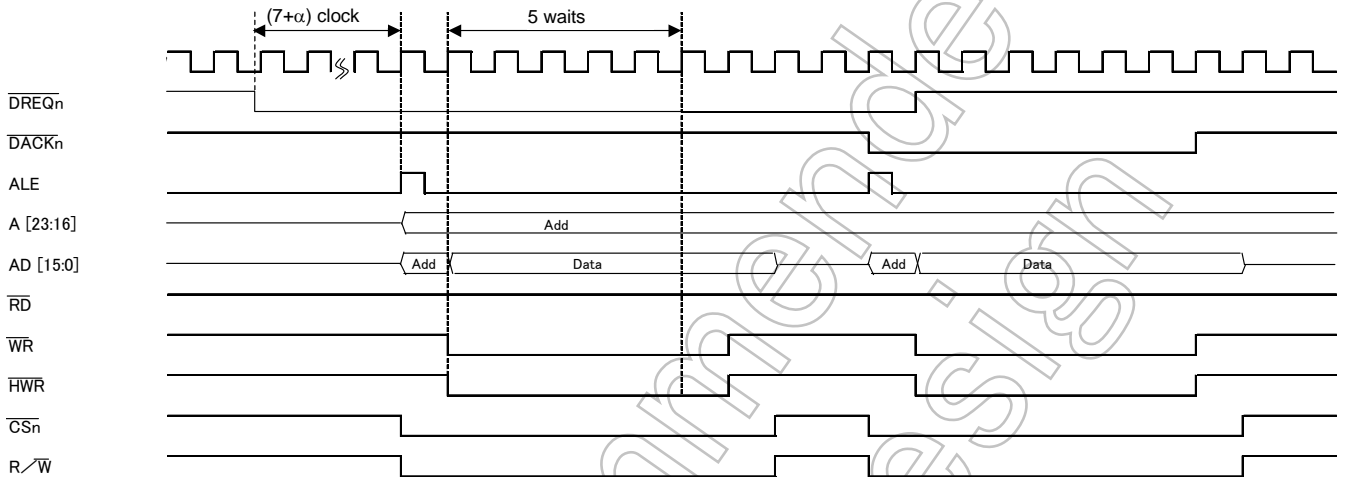 (7+α) clock
5 waits
DREQn
DACKn
ALE
A [23:16]
Add
AD [15:0]
Add
Data
Add
Data
RD
WR
HWR
CSn
R／W